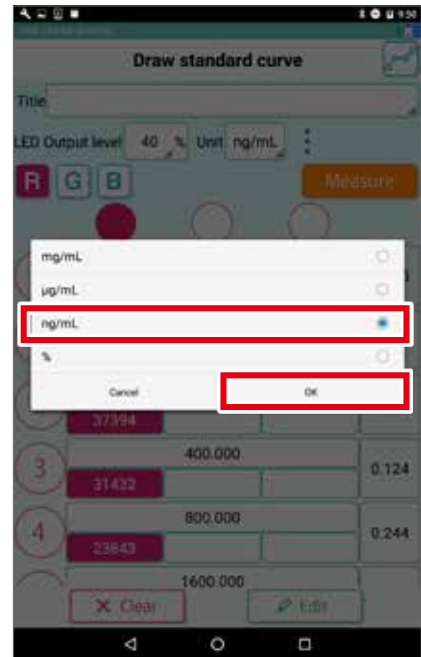 9:50
Draw standard curve
Title
LED Output level 40 % Unit ng/mL
R G B Measure
mg/mL
µg/mL
ng/mL
%
Cancel OK
37394
400.000
3 0.124
31422
800.000
4 0.244
23843
1600.000
Clear Edit